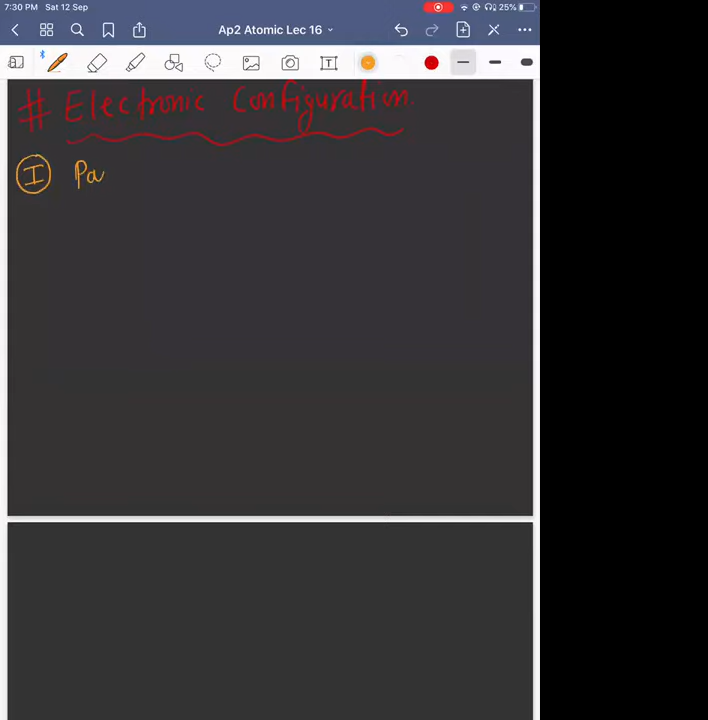 7:30 PM Sat 12 Sep 25%
Ap2 Atomic Lec 16
T
# Electronic Configuration.
I Pa